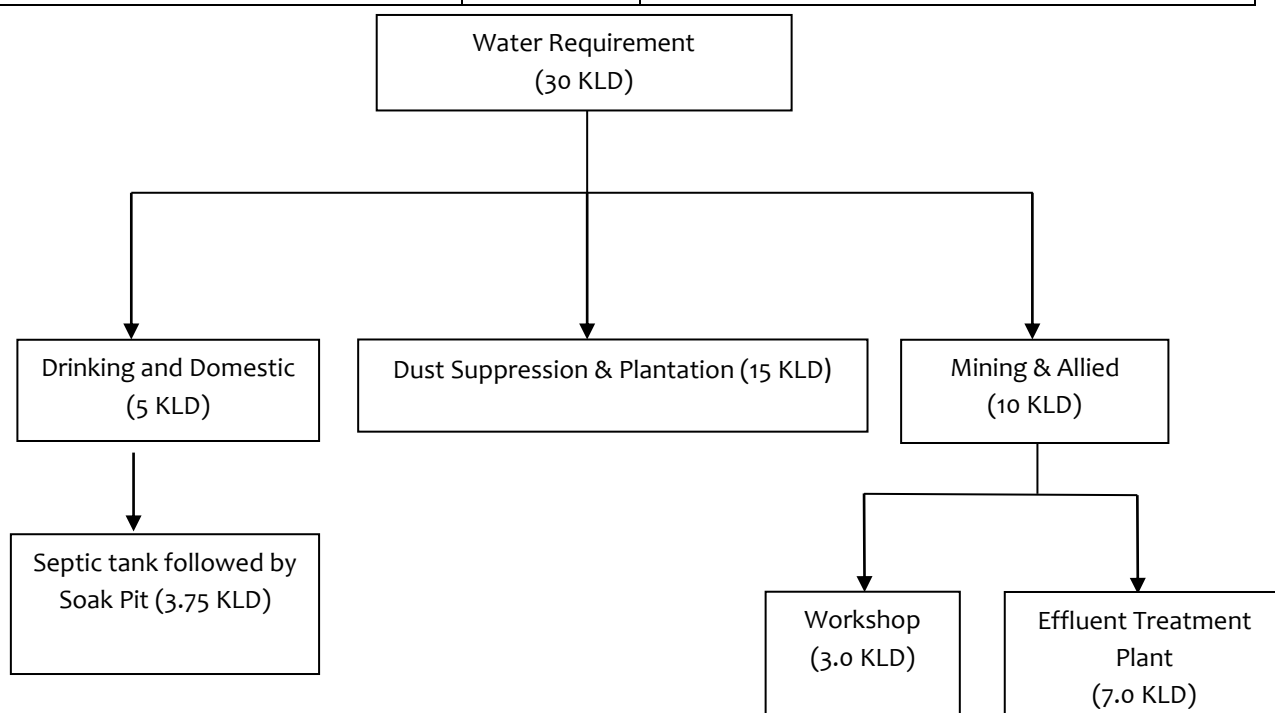 Water Requirement
(30 KLD)
Drinking and Domestic
(5 KLD)
Dust Suppression & Plantation (15 KLD)
Mining & Allied
(10 KLD)
Septic tank followed by
Soak Pit (3.75 KLD)
Workshop
(3.0 KLD)
Effluent Treatment
Plant
(7.0 KLD)